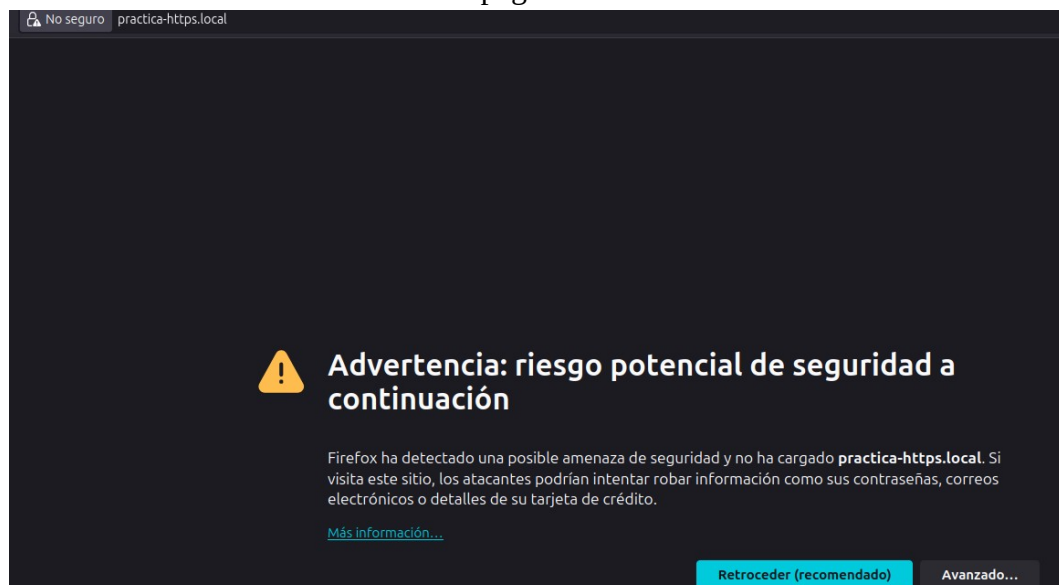 No seguro practica-https.local
Advertencia: riesgo potencial de seguridad a
continuación
Firefox ha detectado una posible amenaza de seguridad y no ha cargado practica-https.local. Si
visita este sitio, los atacantes podrían intentar robar información como sus contraseñas, correos
electrónicos o detalles de su tarjeta de crédito.
Más información...
Retroceder (recomendado) Avanzado...